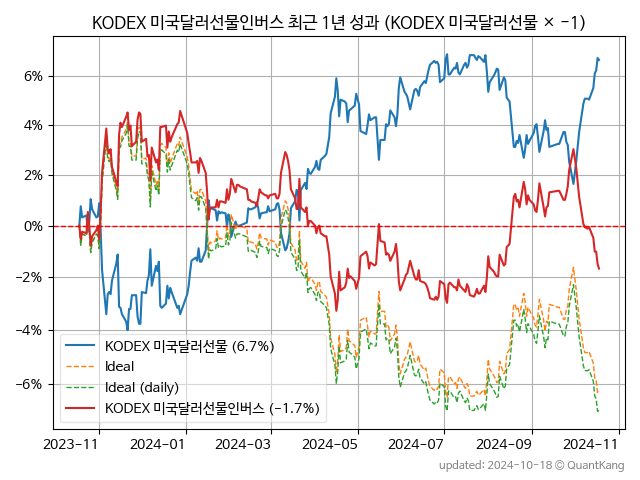 KODEX 미국달러선물인버스 최근 1년 성과 (KODEX 미국달러선물 × −1)
6%
4%
2%
0%
−2%
−4%
−6%
KODEX 미국달러선물 (6.7%)
Ideal
Ideal (daily)
KODEX 미국달러선물인버스 (−1.7%)
2023-11 2024-01 2024-03 2024-05 2024-07 2024-09 2024-11
updated: 2024-10-18 © QuantKang